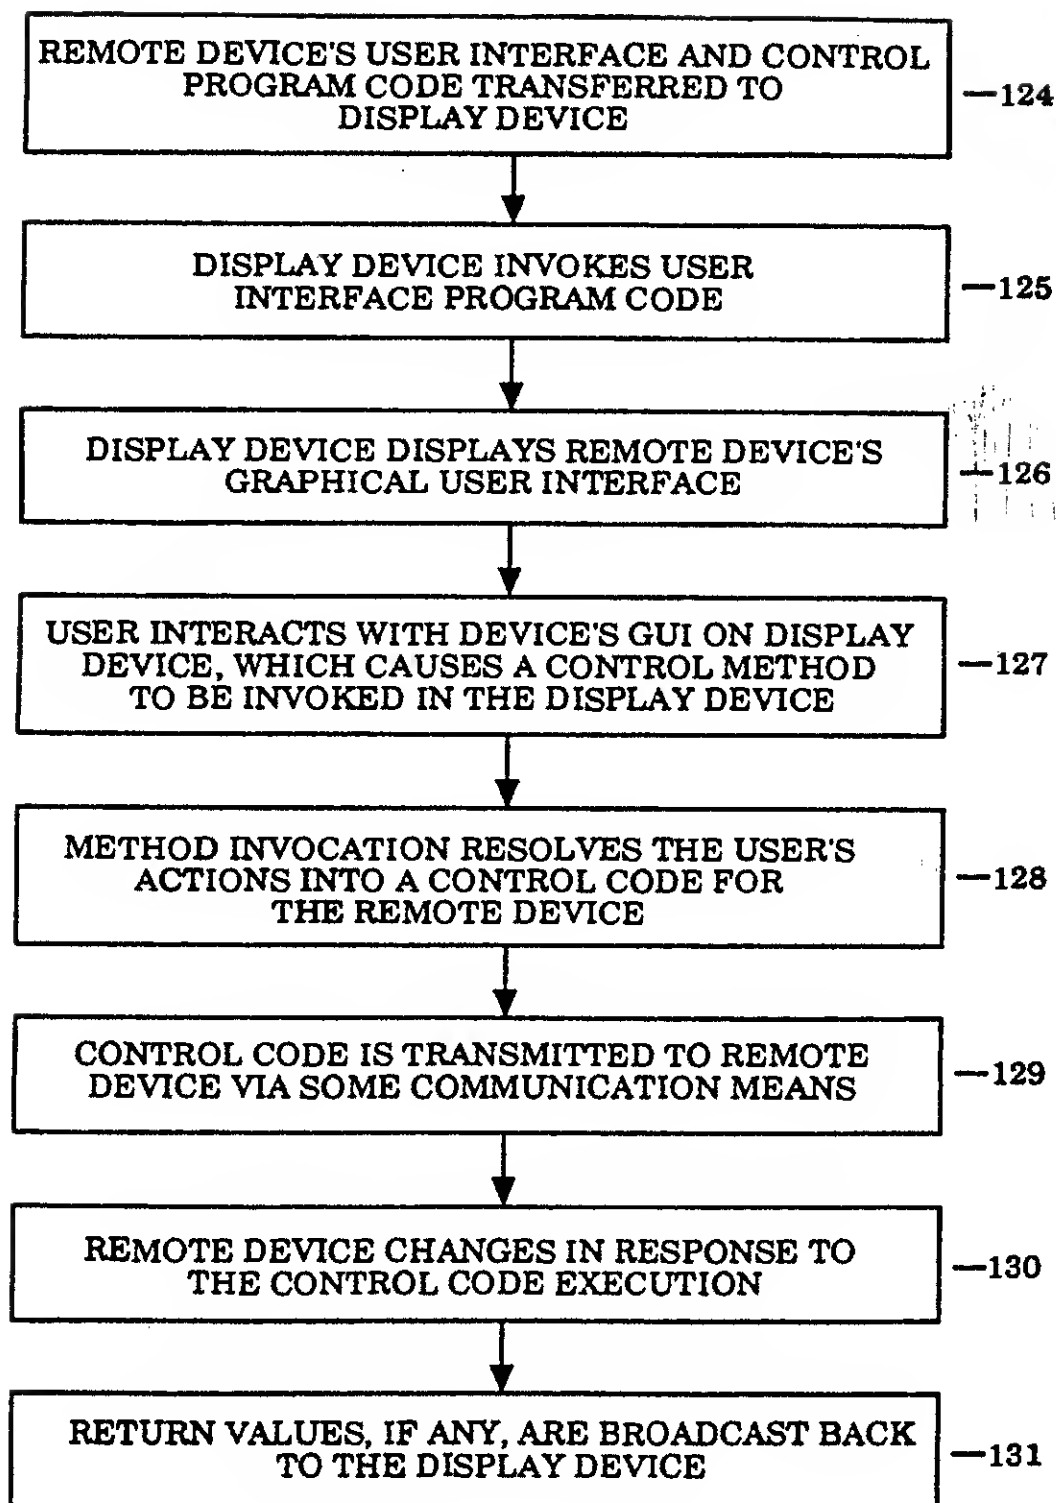 REMOTE DEVICE'S USER INTERFACE AND CONTROL
PROGRAM CODE TRANSFERRED TO
DISPLAY DEVICE
124
DISPLAY DEVICE INVOKES USER
INTERFACE PROGRAM CODE
125
DISPLAY DEVICE DISPLAYS REMOTE DEVICE'S
GRAPHICAL USER INTERFACE
126
USER INTERACTS WITH DEVICE'S GUI ON DISPLAY
DEVICE, WHICH CAUSES A CONTROL METHOD
TO BE INVOKED IN THE DISPLAY DEVICE
127
METHOD INVOCATION RESOLVES THE USER'S
ACTIONS INTO A CONTROL CODE FOR
THE REMOTE DEVICE
128
CONTROL CODE IS TRANSMITTED TO REMOTE
DEVICE VIA SOME COMMUNICATION MEANS
129
REMOTE DEVICE CHANGES IN RESPONSE TO
THE CONTROL CODE EXECUTION
130
RETURN VALUES, IF ANY, ARE BROADCAST BACK
TO THE DISPLAY DEVICE
131